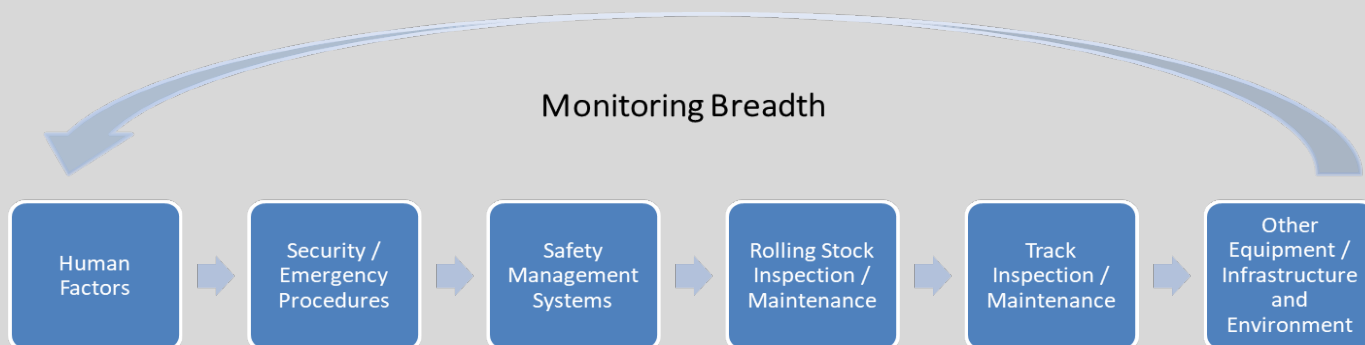 Monitoring Breadth
Human
Factors
Security /
Emergency
Procedures
Safety
Management
Systems
Rolling Stock
Inspection /
Maintenance
Track
Inspection /
Maintenance
Other
Equipment /
Infrastructure
and
Environment